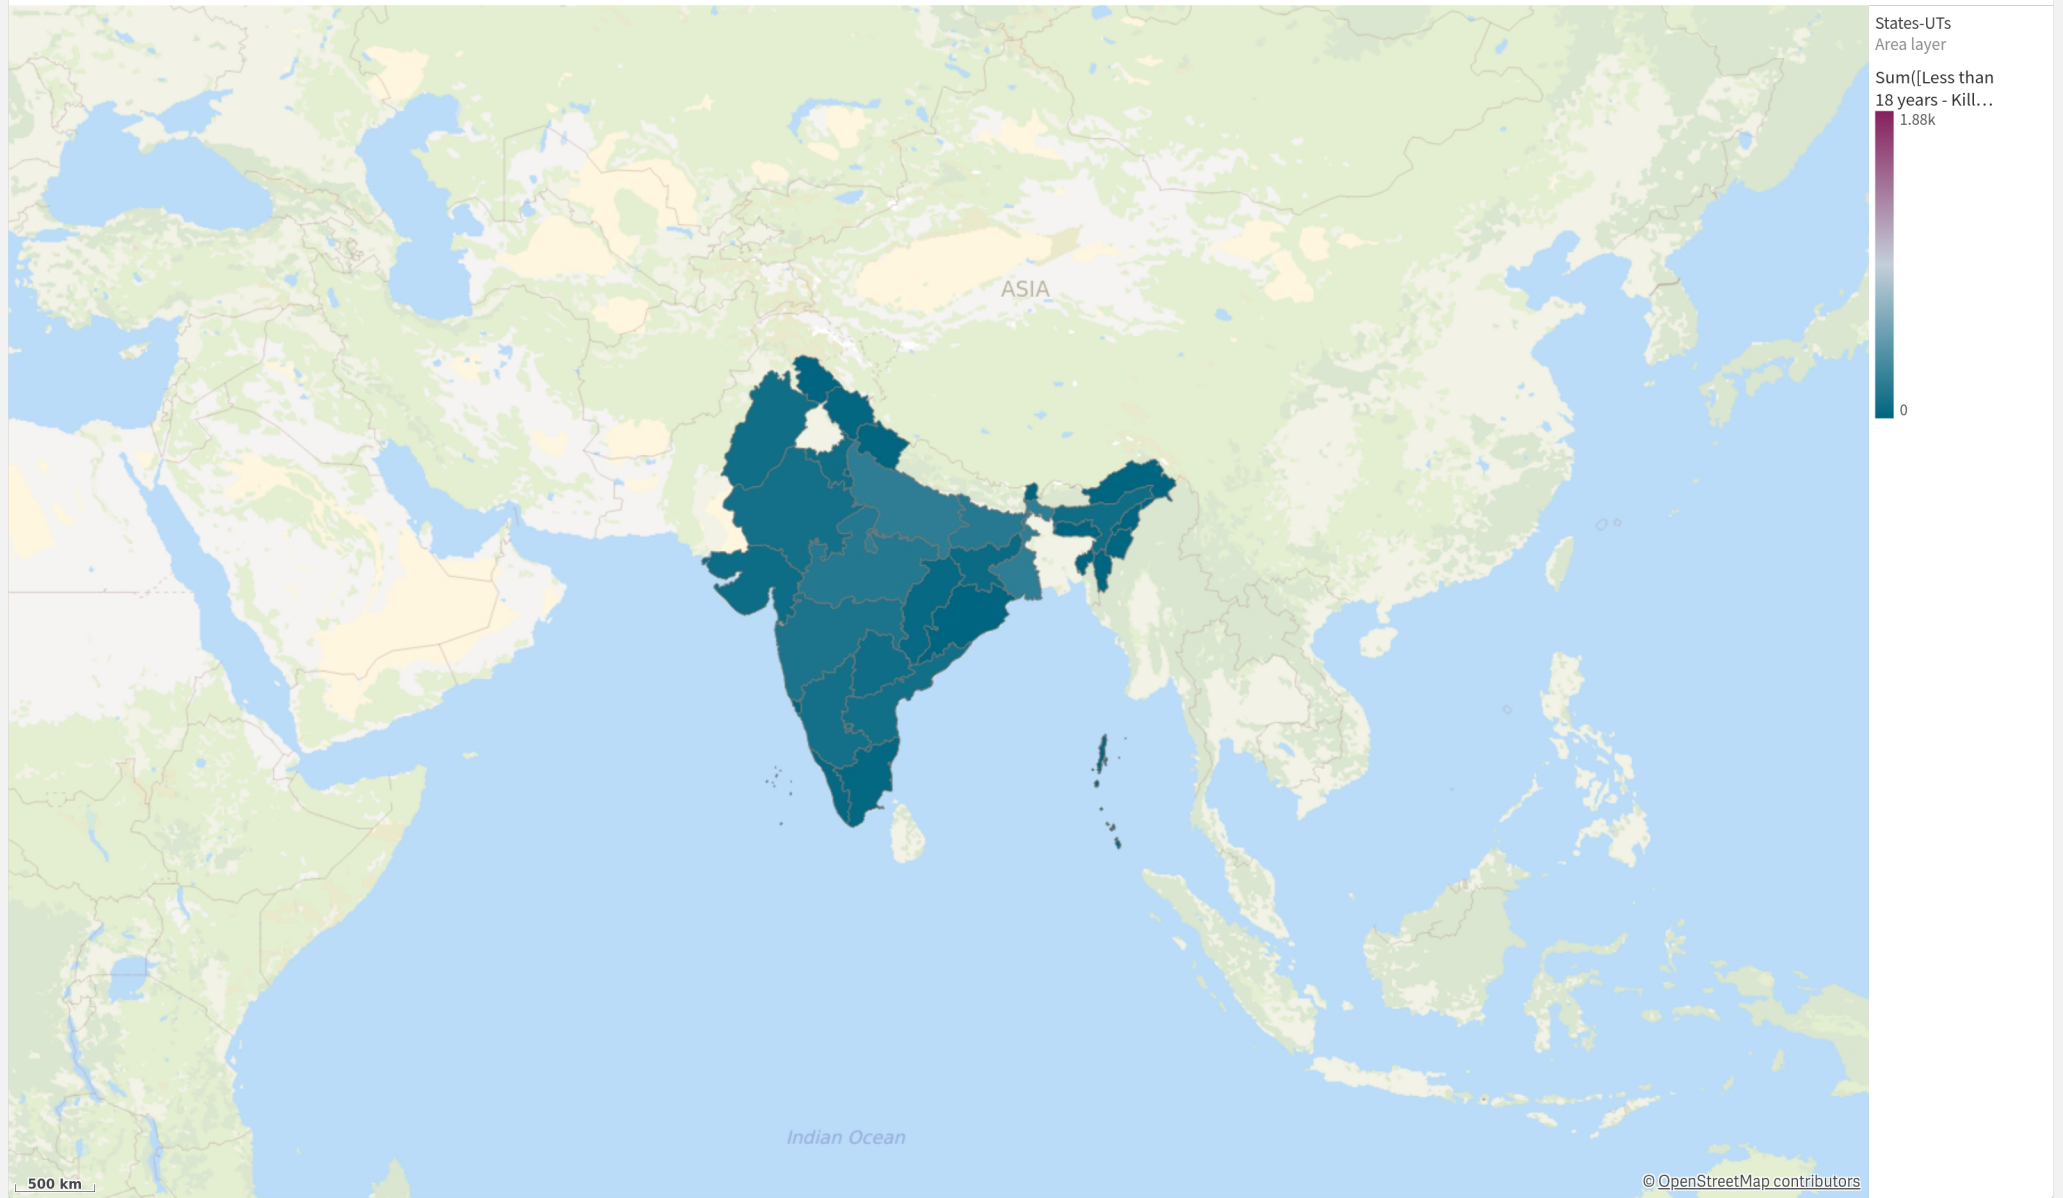 States-UTs
Area layer
Sum([Less than
18 years - Kill…
1.88k
0
ASIA
Indian Ocean
500 km
© OpenStreetMap contributors